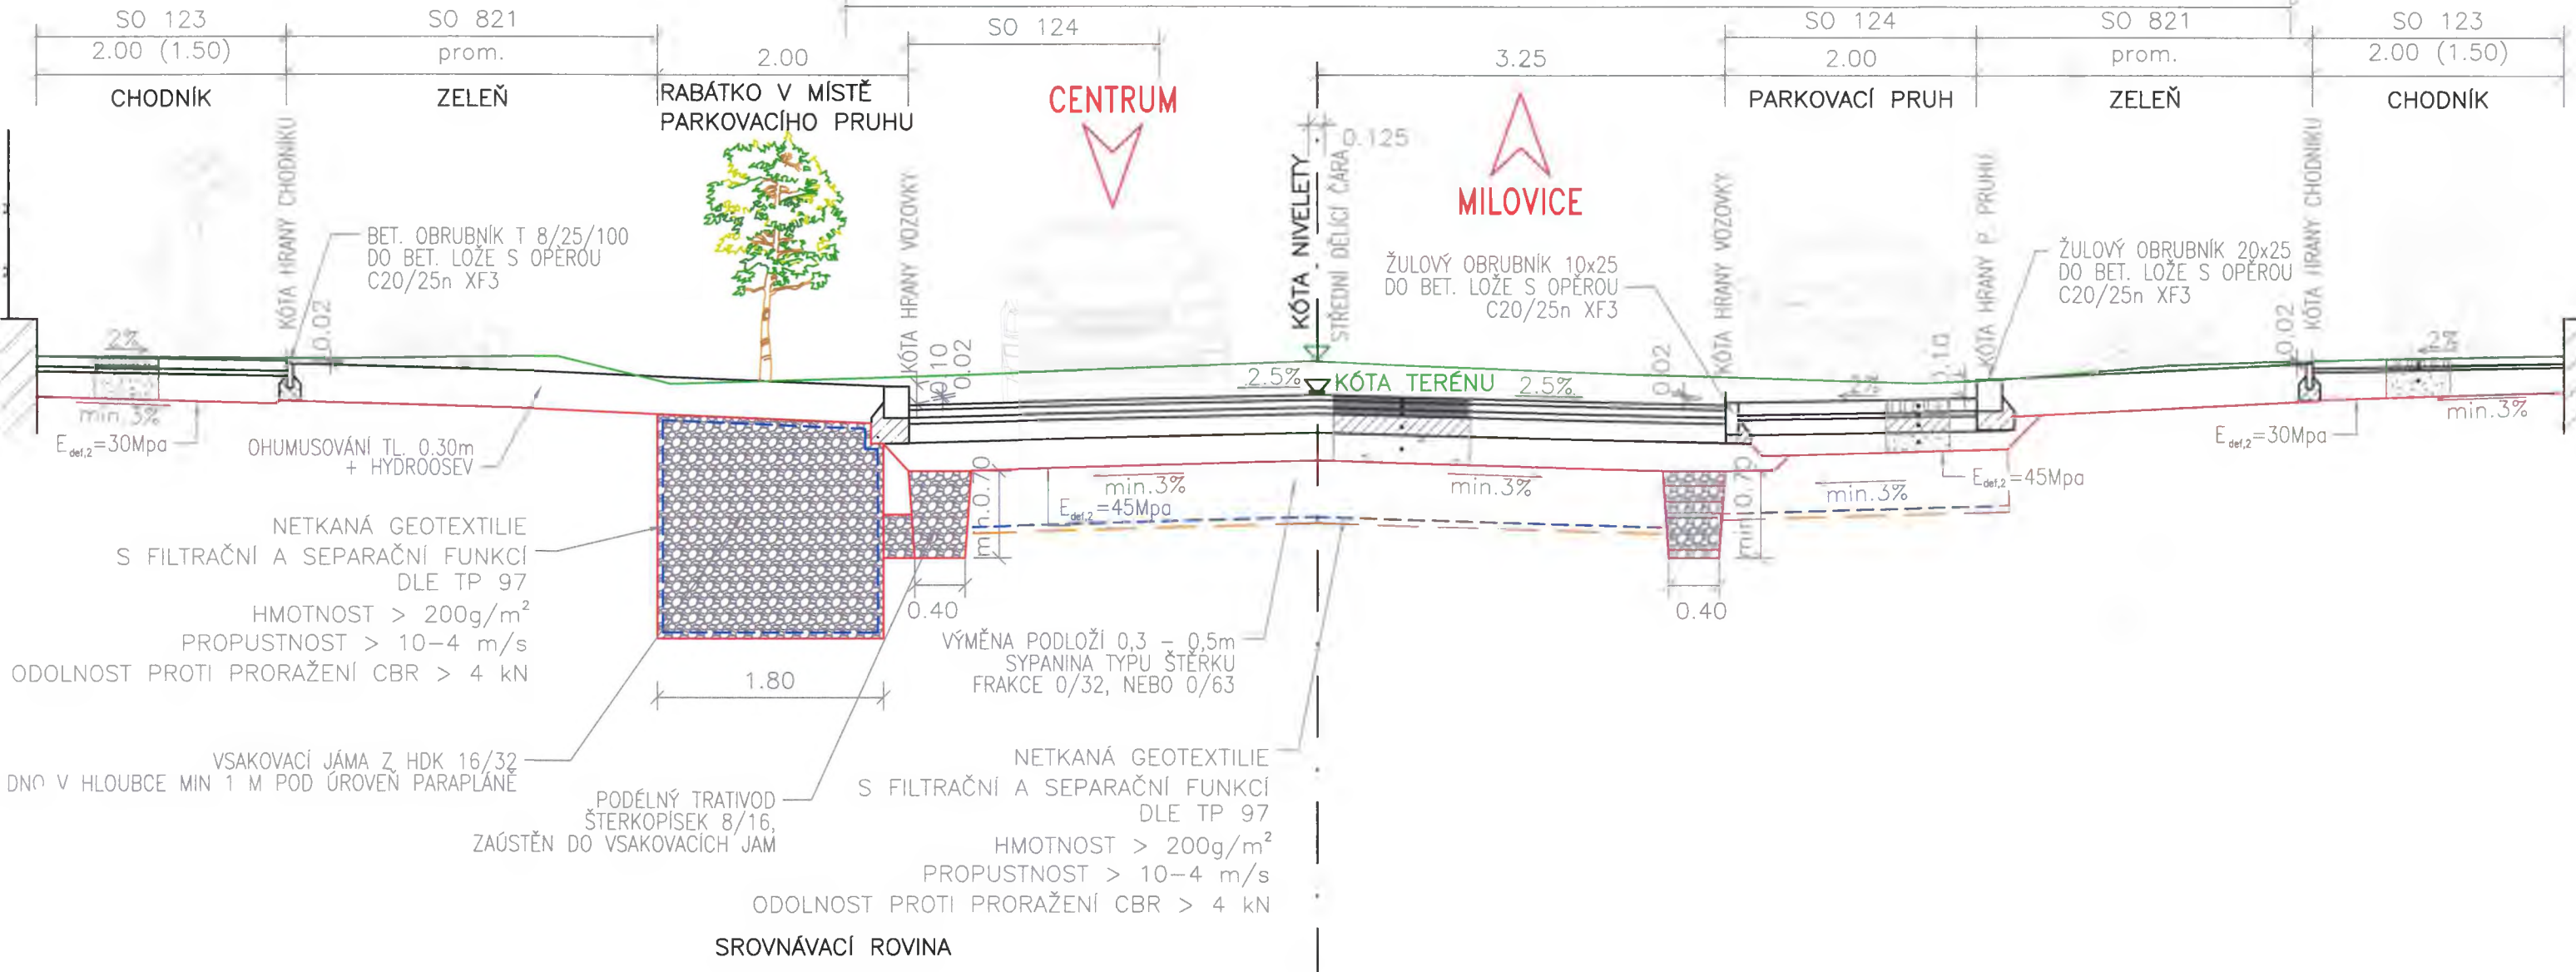 SO 123
SO 821
SO 124
SO 124
SO 821
SO 123
2.00 (1.50)
prom.
2.00
3.25
2.00
prom.
2.00 (1.50)
CHODNÍK
ZELEŇ
RABÁTKO V MÍSTĚ
PARKOVACÍHO PRUHU
CENTRUM
MILOVICE
PARKOVACÍ PRUH
ZELEŇ
CHODNÍK
0.125
KÓTA HRANY CHODNÍKU
0.02
BET. OBRUBNÍK T 8/25/100
DO BET. LOŽE S OPĚROU
C20/25n XF3
KÓTA HRANY VOZOVKY
0.10
0.02
KÓTA NIVELETY
STŘEDNÍ DĚLICÍ ČÁRA
ŽULOVÝ OBRUBNÍK 10x25
DO BET. LOŽE S OPĚROU
C20/25n XF3
KÓTA HRANY VOZOVKY
0.02
KÓTA HRANY P. PRUHU
0.10
ŽULOVÝ OBRUBNÍK 20x25
DO BET. LOŽE S OPĚROU
C20/25n XF3
KÓTA HRANY CHODNÍKU
0.02
2%
2.5%
KÓTA TERÉNU
2.5%
2%
2%
min.3%
Edef,2=30Mpa
OHUMUSOVÁNÍ TL. 0.30m
+ HYDROOSEV
min.0.70
min.3%
Edef,2=45Mpa
min.3%
min.0.70
min.3%
Edef,2=45Mpa
Edef,2=30Mpa
min.3%
NETKANÁ GEOTEXTILIE
S FILTRAČNÍ A SEPARAČNÍ FUNKCÍ
DLE TP 97
HMOTNOST > 200g/m²
PROPUSTNOST > 10-4 m/s
ODOLNOST PROTI PRORAŽENÍ CBR > 4 kN
0.40
0.40
1.80
VÝMĚNA PODLOŽÍ 0,3 - 0,5m
SYPANINA TYPU ŠTĚRKU
FRAKCE 0/32, NEBO 0/63
VSAKOVACÍ JÁMA Z HDK 16/32
DNO V HLOUBCE MIN 1 M POD ÚROVEŇ PARAPLÁNĚ
PODÉLNÝ TRATIVOD
ŠTERKOPÍSEK 8/16,
ZAÚSTĚN DO VSAKOVACÍCH JAM
NETKANÁ GEOTEXTILIE
S FILTRAČNÍ A SEPARAČNÍ FUNKCÍ
DLE TP 97
HMOTNOST > 200g/m²
PROPUSTNOST > 10-4 m/s
ODOLNOST PROTI PRORAŽENÍ CBR > 4 kN
SROVNÁVACÍ ROVINA